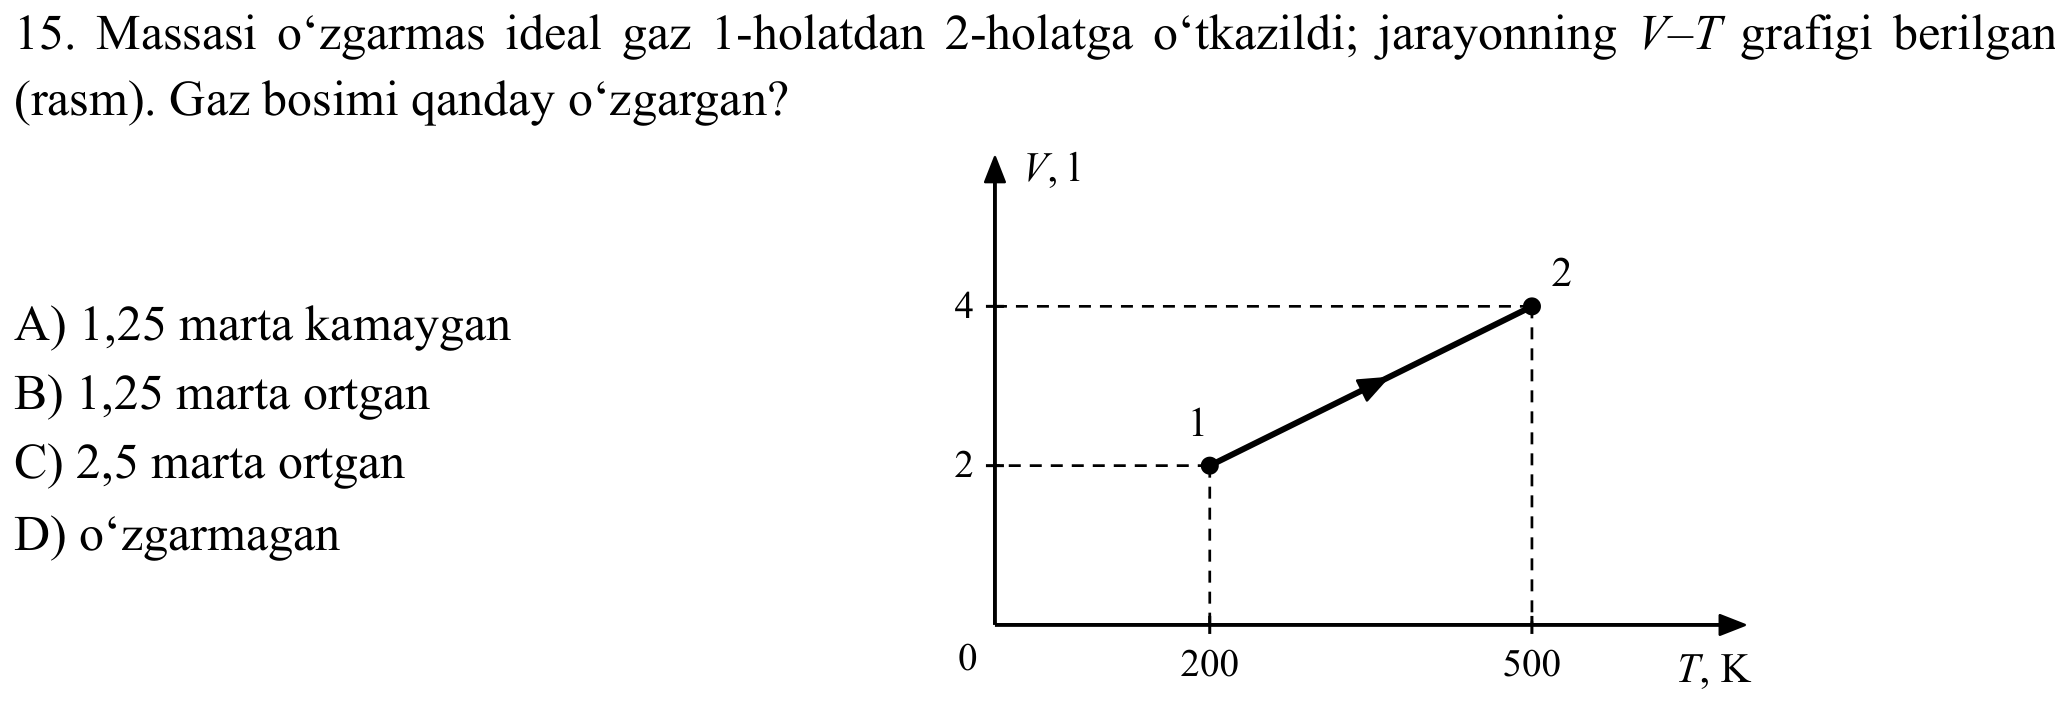 15. Massasi o‘zgarmas ideal gaz 1-holatdan 2-holatga o‘tkazildi; jarayonning V–T grafigi berilgan
(rasm). Gaz bosimi qanday o‘zgargan?
V, l
2
4
A) 1,25 marta kamaygan
B) 1,25 marta ortgan
1
C) 2,5 marta ortgan
2
D) o‘zgarmagan
0
200
500
T, K